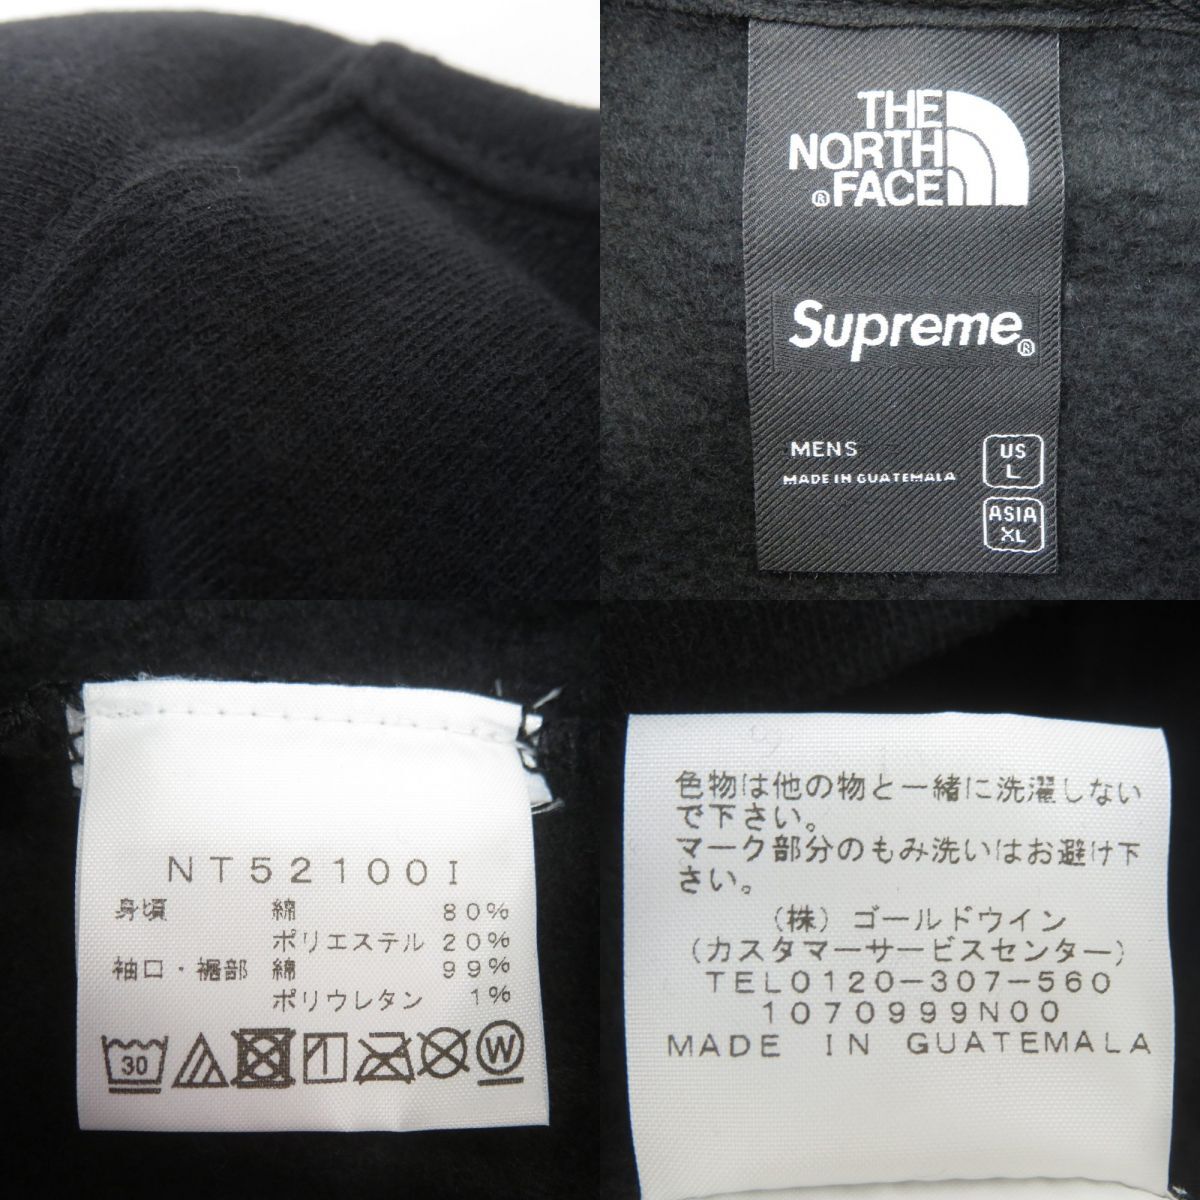 THE
NORTH
®FACE
Supreme®
MENS
MADE IN GUATEMALA
US
L
ASIA
XL
NT52100I
身頃 綿 80%
ポリエステル 20%
袖口・裾部 綿 99%
ポリウレタン 1%
30
W
色物は他の物と一緒に洗濯しない
で下さい。
マーク部分のもみ洗いはお避け下
さい。
(株)ゴールドウイン
(カスタマーサービスセンター)
TEL0120-307-560
1070999N00
MADE IN GUATEMALA